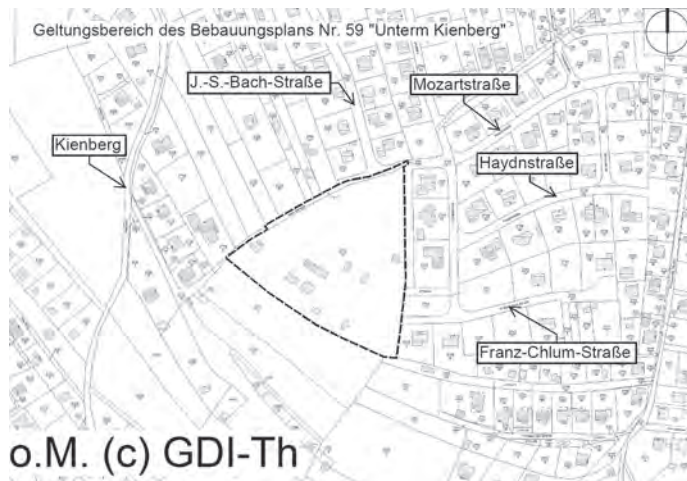 Geltungsbereich des Bebauungsplans Nr. 59 "Unterm Kienberg"
J.-S.-Bach-Straße
Mozartstraße
Kienberg
Haydnstraße
Franz-Chlum-Straße
o.M. (c) GDI-Th